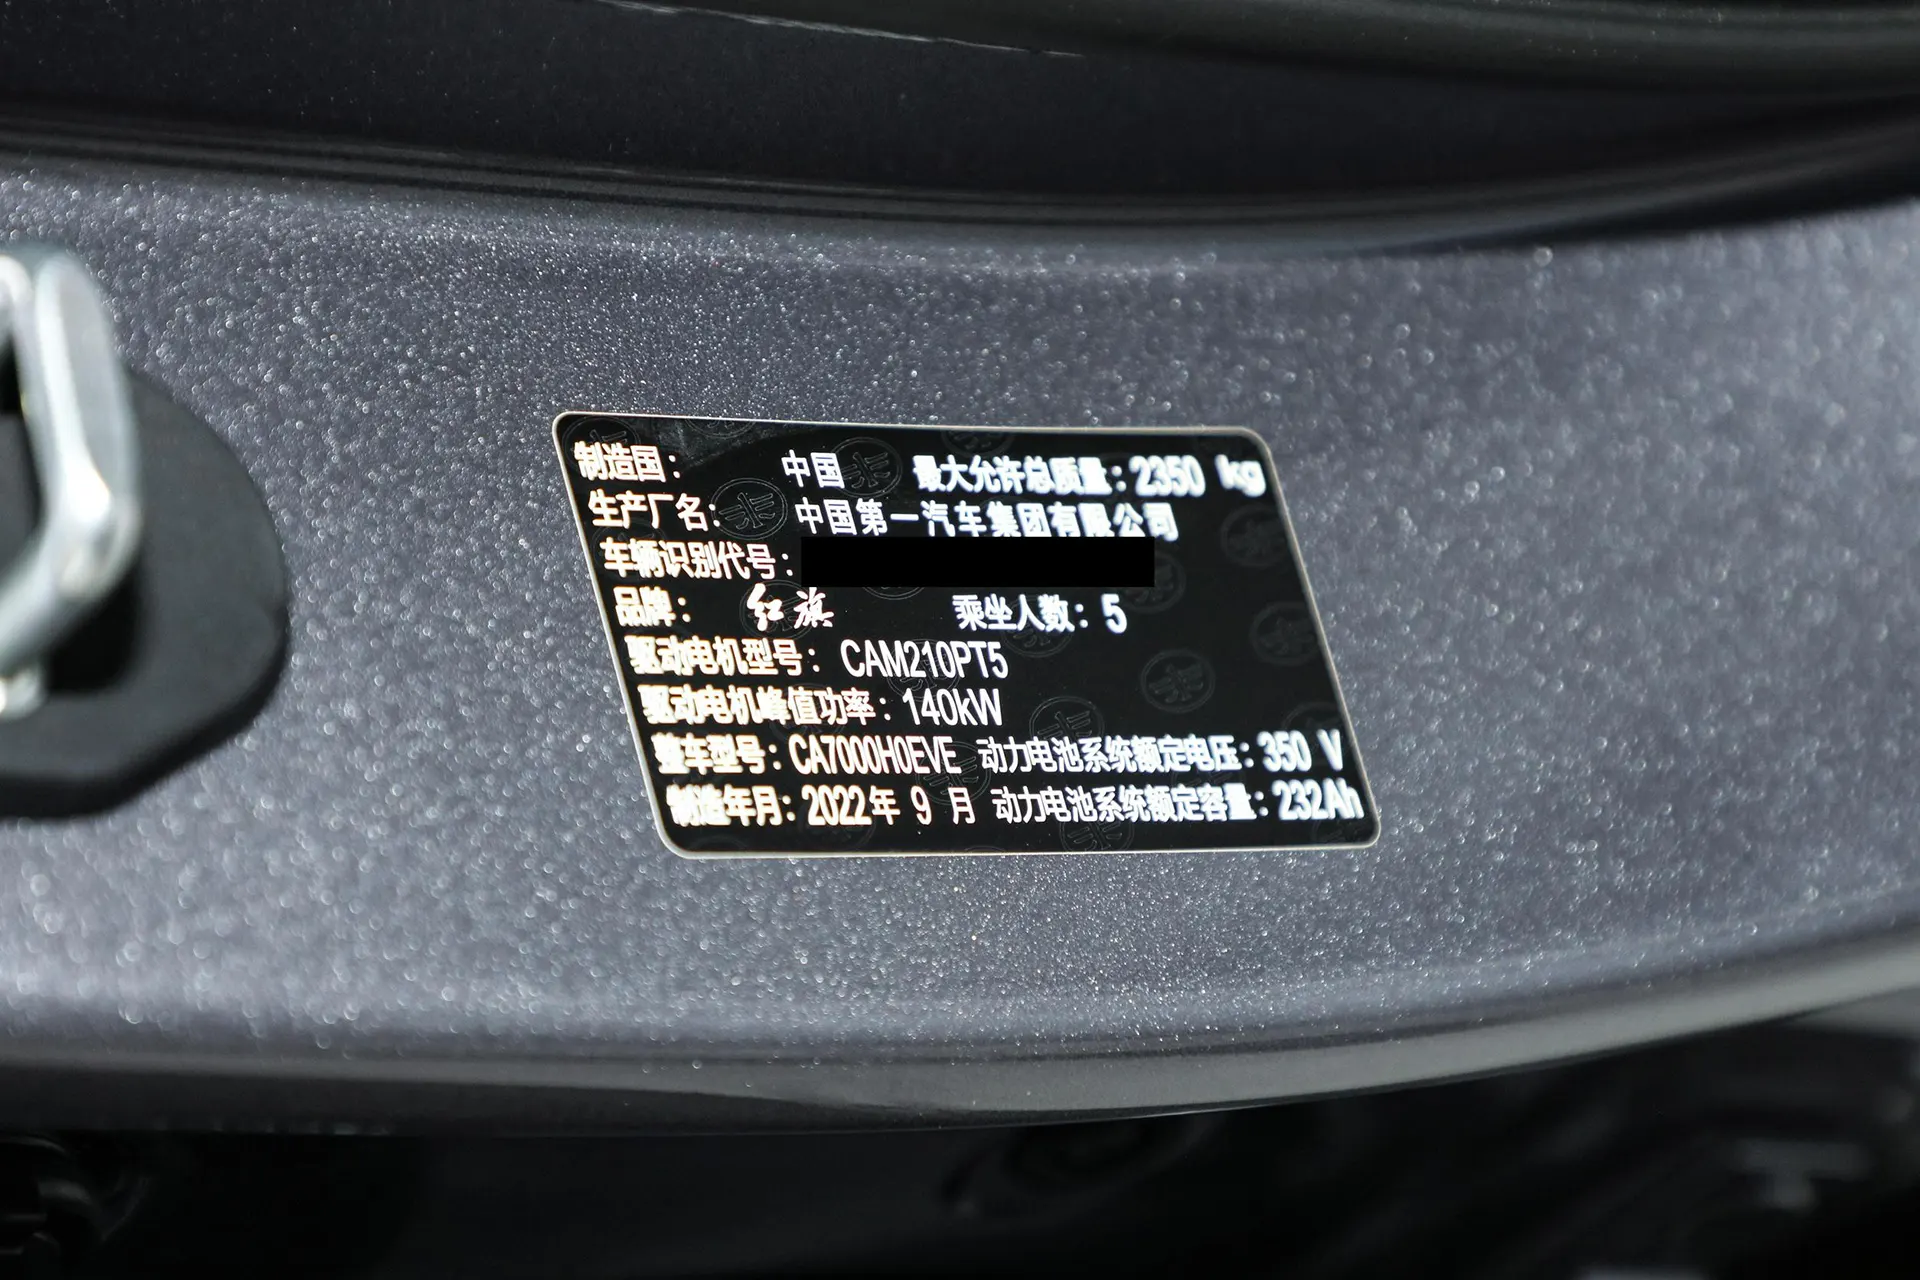 制造国： 中国 最大允许总质量：2350 kg
生产厂名： 中国第一汽车集团有限公司
车辆识别代号：
品牌： 红旗 乘坐人数：5
驱动电机型号： CAM210PT5
驱动电机峰值功率：140kW
整车型号：CA7000H0EVE 动力电池系统额定电压：350 V
制造年月：2022年 9 月 动力电池系统额定容量：232Ah